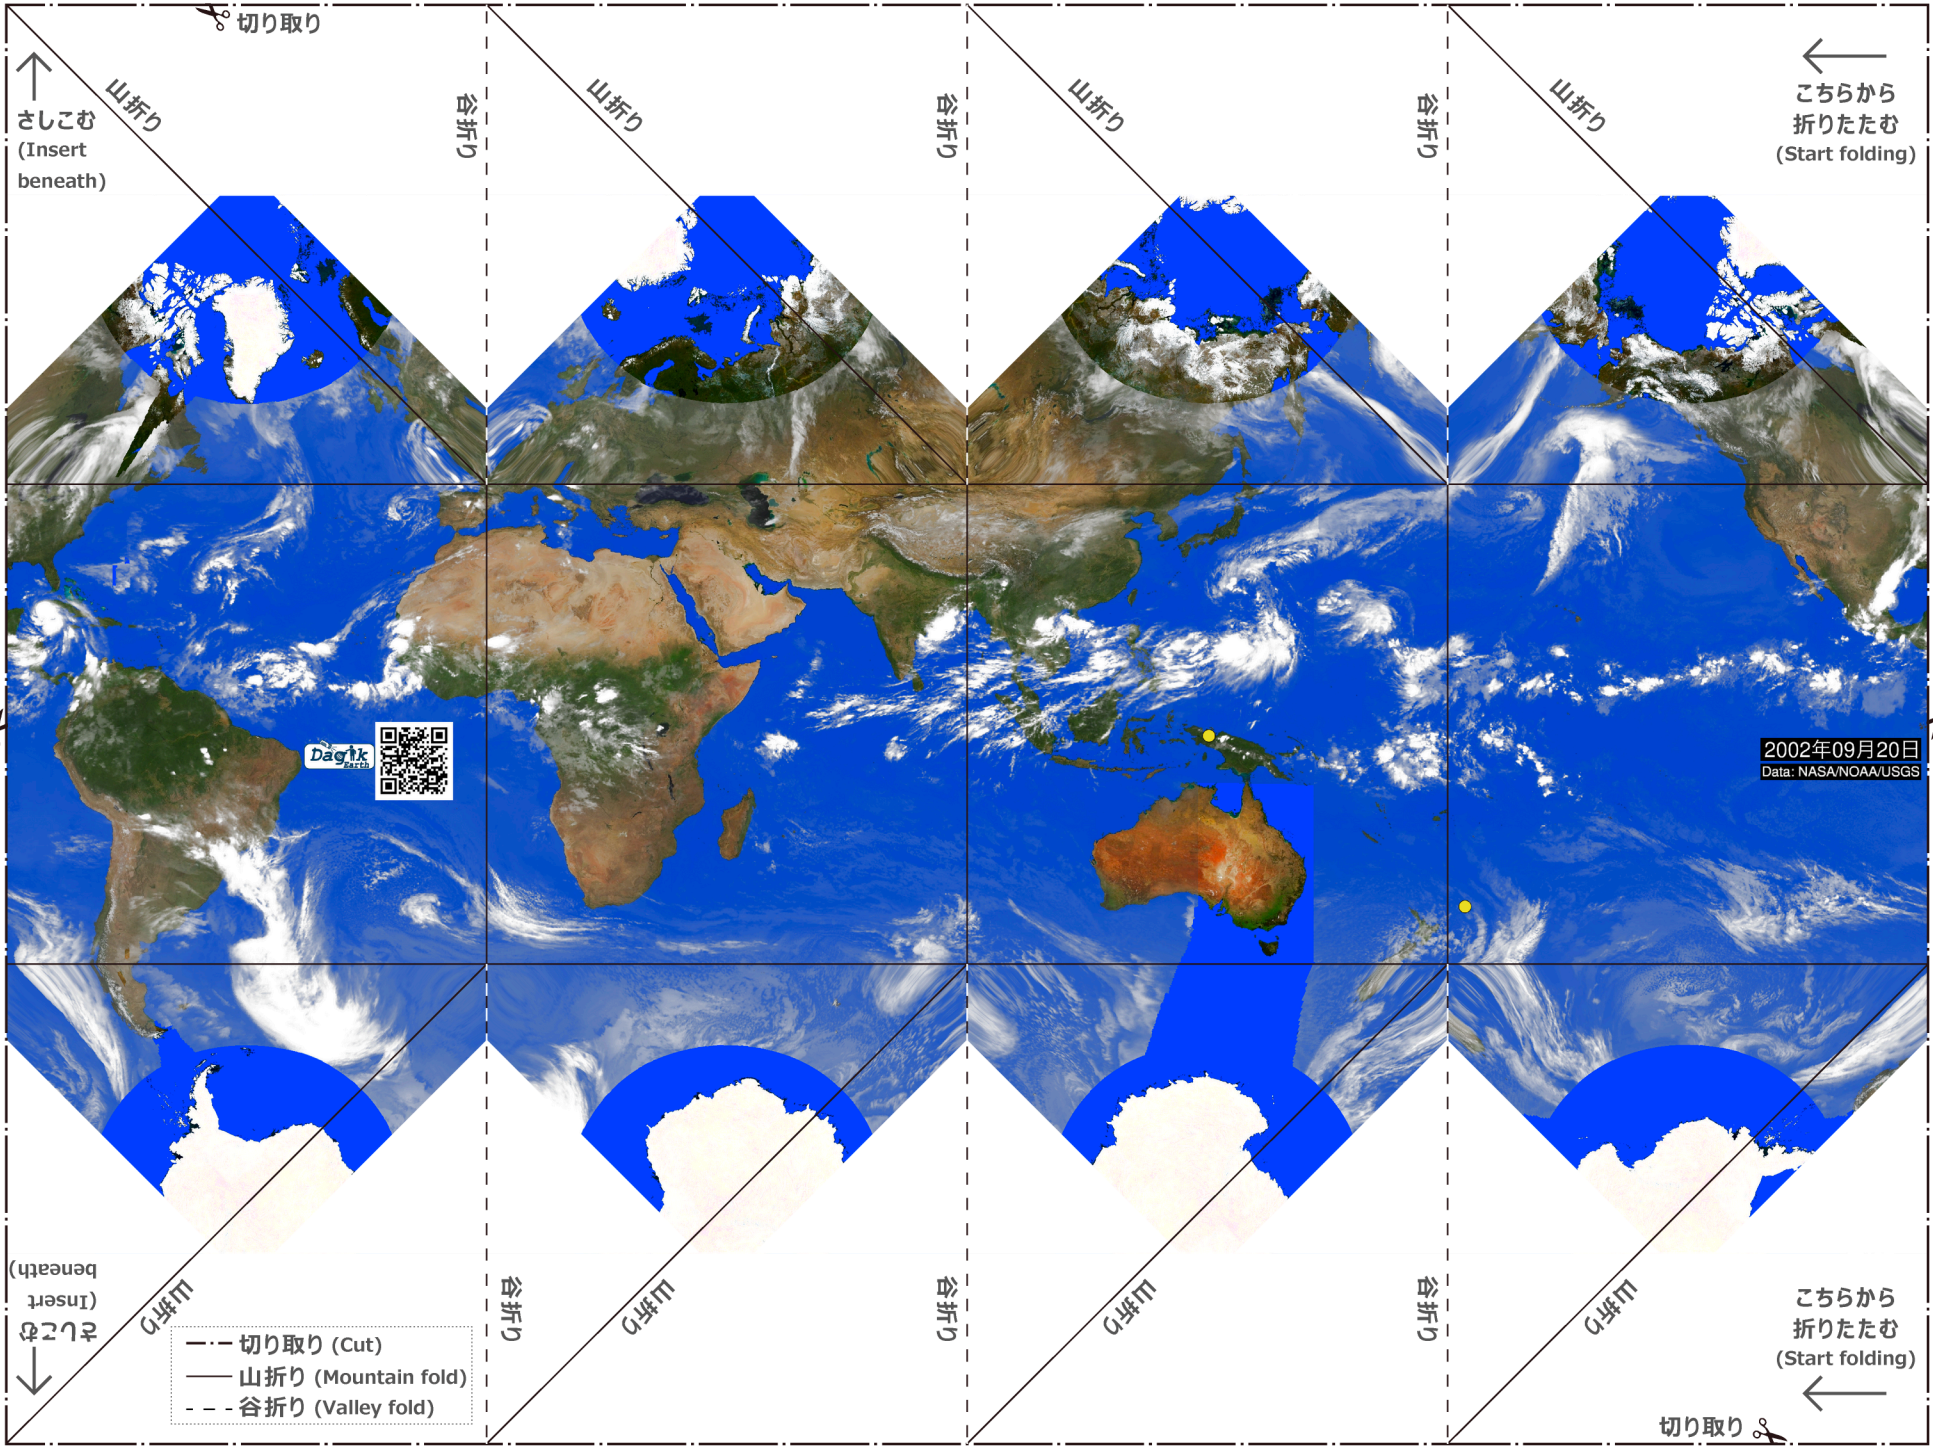 切り取り
山折り
谷折り
山折り
谷折り
山折り
谷折り
山折り
さしこむ
(Insert
beneath)
こちらから
折りたたむ
(Start folding)
Dagik
Earth
2002年09月20日
Data: NASA/NOAA/USGS
さしこむ
(Insert
beneath)
山折り
谷折り
山折り
谷折り
山折り
谷折り
山折り
こちらから
折りたたむ
(Start folding)
切り取り (Cut)
山折り (Mountain fold)
谷折り (Valley fold)
切り取り